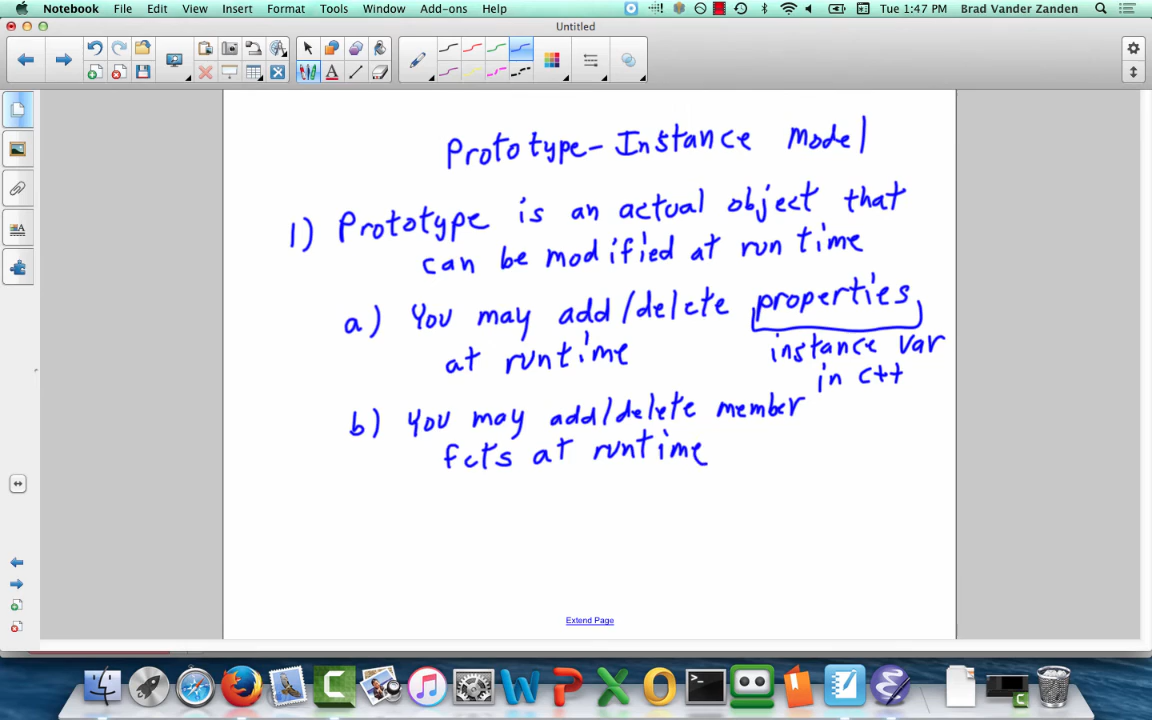 Notebook File Edit View Insert Format Tools Window Add-ons Help Tue 1:47 PM Brad Vander Zanden
Untitled
Prototype-Instance Model
1) Prototype is an actual object that
can be modified at run time
a) You may add/delete properties
at runtime
instance var
in C++
b) You may add/delete member
fcts at runtime
Extend Page